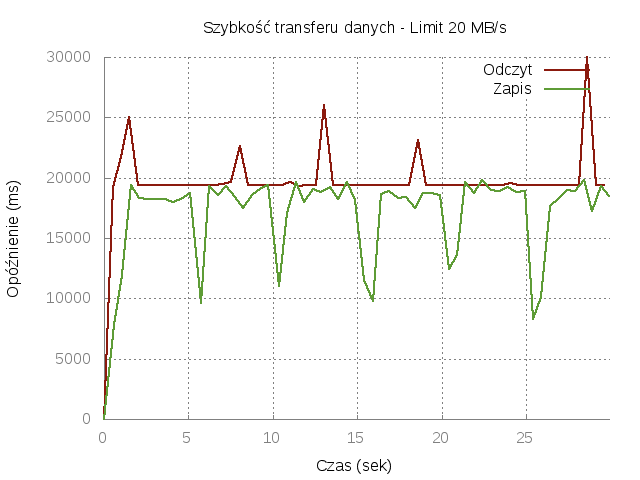 Szybkość transferu danych - Limit 20 MB/s
Odczyt
Zapis
30000
25000
20000
15000
10000
5000
0
Opóźnienie (ms)
0 5 10 15 20 25
Czas (sek)